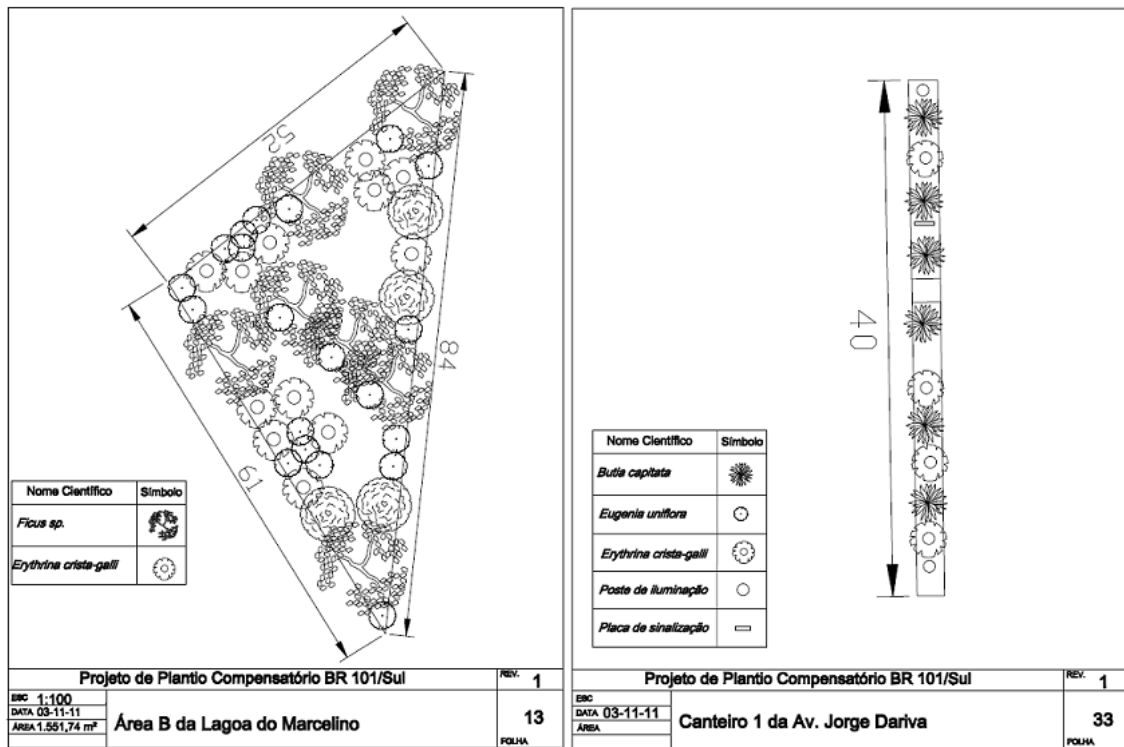 52
84
61
Nome Científico Símbolo
Ficus sp.
Erythrina crista-galli
Projeto de Plantio Compensatório BR 101/Sul
REV. 1
ESC 1:100
DATA 03-11-11
ÁREA 1.551,74 m²
Área B da Lagoa do Marcelino
13
FOLHA
40
Nome Científico Símbolo
Butia capitata
Eugenia uniflora
Erythrina crista-galli
Poste de iluminação
Placa de sinalização
Projeto de Plantio Compensatório BR 101/Sul
REV. 1
ESC
DATA 03-11-11
ÁREA
Canteiro 1 da Av. Jorge Dariva
33
FOLHA